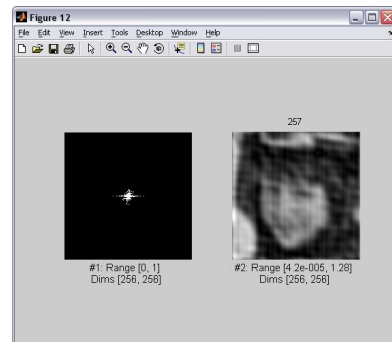 Figure 12
File Edit View Insert Tools Desktop Window Help
257
#1: Range [0, 1]
Dims [256, 256]
#2: Range [4.2e-005, 1.28]
Dims [256, 256]